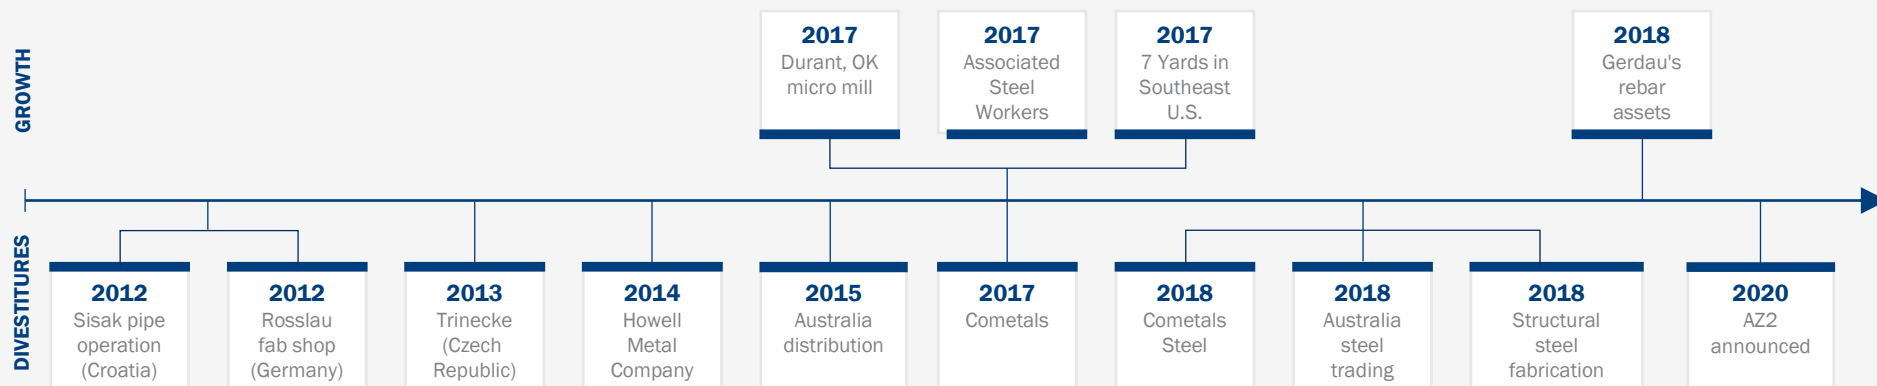 GROWTH
2017
Durant, OK
micro mill
2017
Associated
Steel
Workers
2017
7 Yards in
Southeast
U.S.
2018
Gerdau's
rebar
assets
DIVESTITURES
2012
Sisak pipe
operation
(Croatia)
2012
Rosslau
fab shop
(Germany)
2013
Trinecke
(Czech
Republic)
2014
Howell
Metal
Company
2015
Australia
distribution
2017
Cometals
2018
Cometals
Steel
2018
Australia
steel
trading
2018
Structural
steel
fabrication
2020
AZ2
announced